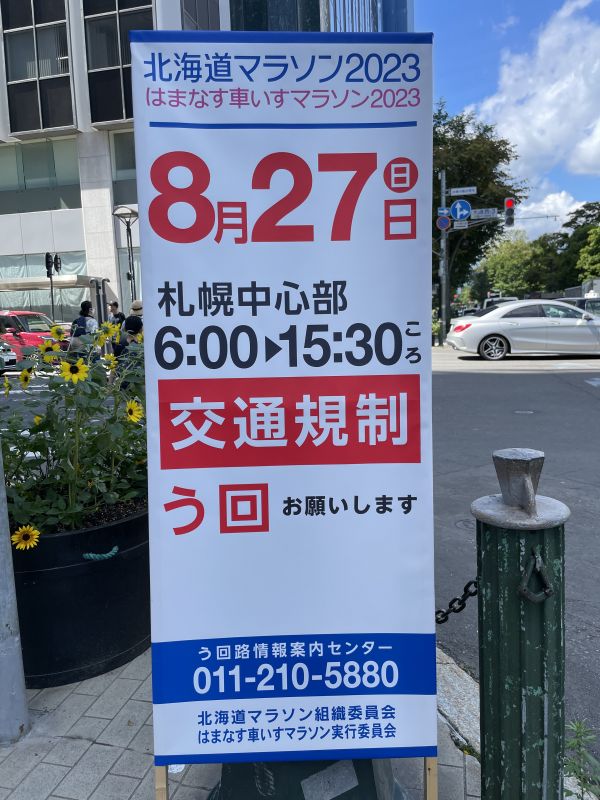 北海道マラソン2023
はまなす車いすマラソン2023
8月27日㊐
札幌中心部
6:00▶15:30ころ
交通規制
う回 お願いします
う回路情報案内センター
011-210-5880
北海道マラソン組織委員会
はまなす車いすマラソン実行委員会